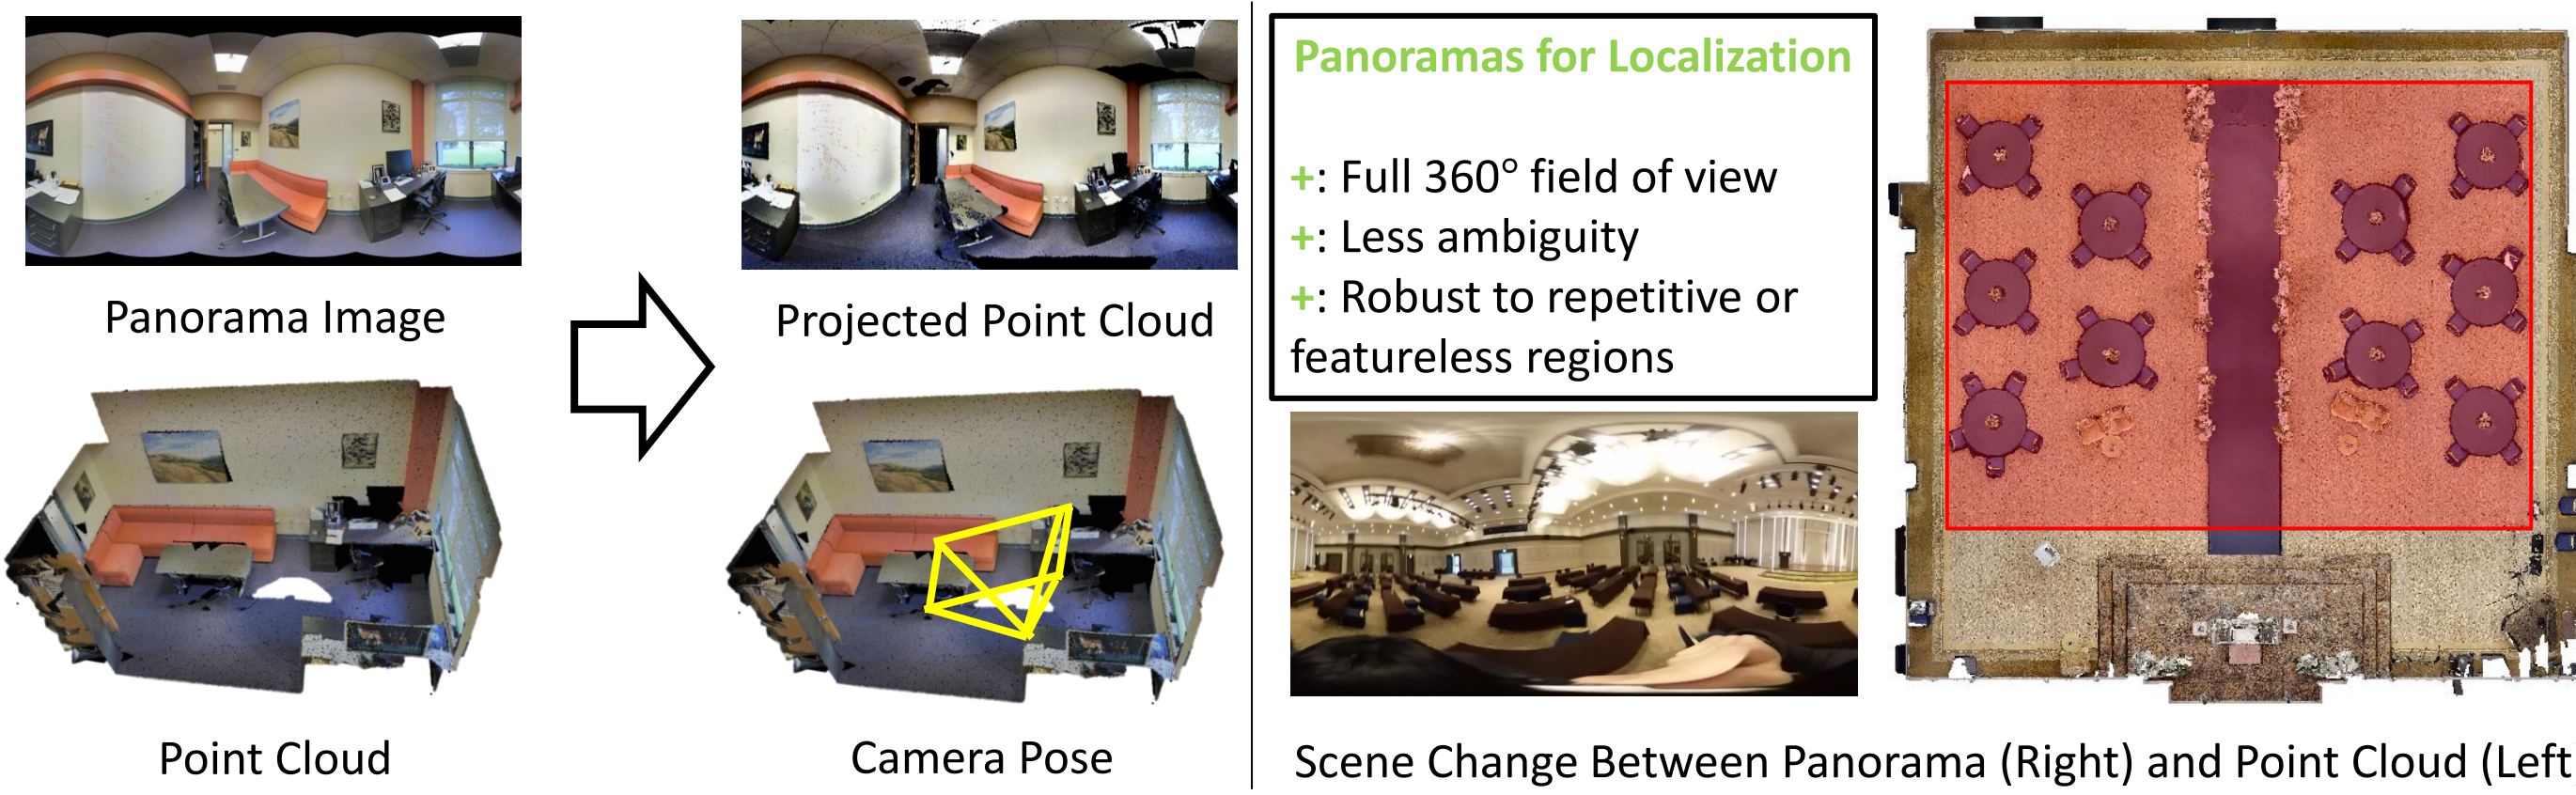 Panorama Image
Projected Point Cloud
Point Cloud
Camera Pose
Panoramas for Localization
+: Full 360° field of view
+: Less ambiguity
+: Robust to repetitive or
featureless regions
Scene Change Between Panorama (Right) and Point Cloud (Left